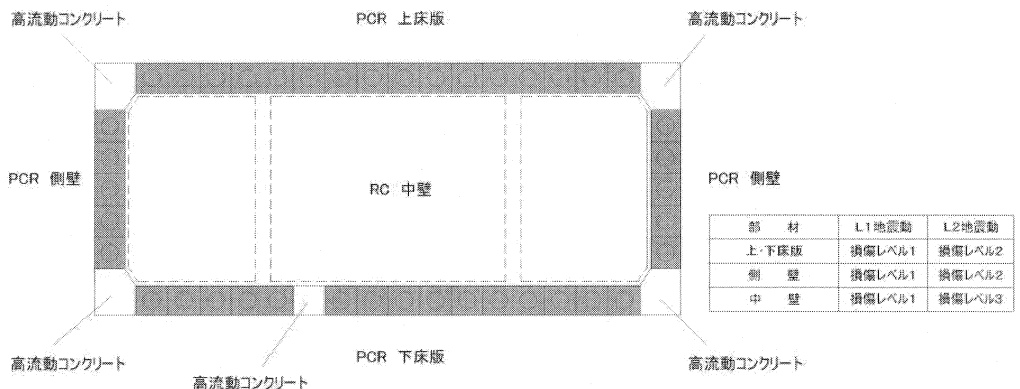 高流動コンクリート
PCR 上床版
高流動コンクリート
PCR 側壁
RC 中壁
PCR 側壁
部 材 L1地震動 L2地震動
上・下床版 損傷レベル1 損傷レベル2
側 壁 損傷レベル1 損傷レベル2
中 壁 損傷レベル1 損傷レベル3
高流動コンクリート
PCR 下床版
高流動コンクリート
高流動コンクリート